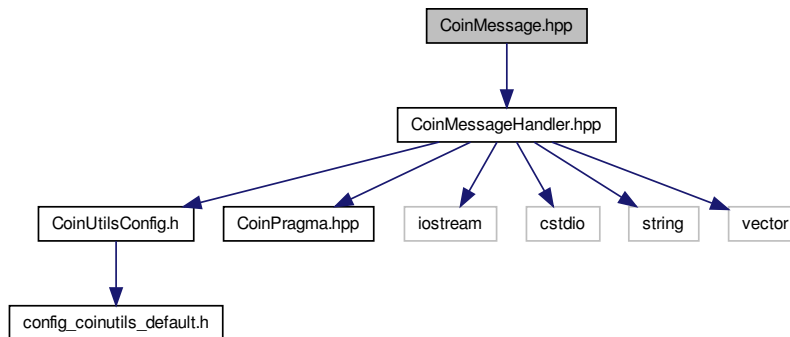 CoinMessage.hpp
CoinMessageHandler.hpp
CoinUtilsConfig.h
CoinPragma.hpp
iostream
cstdio
string
vector
config_coinutils_default.h